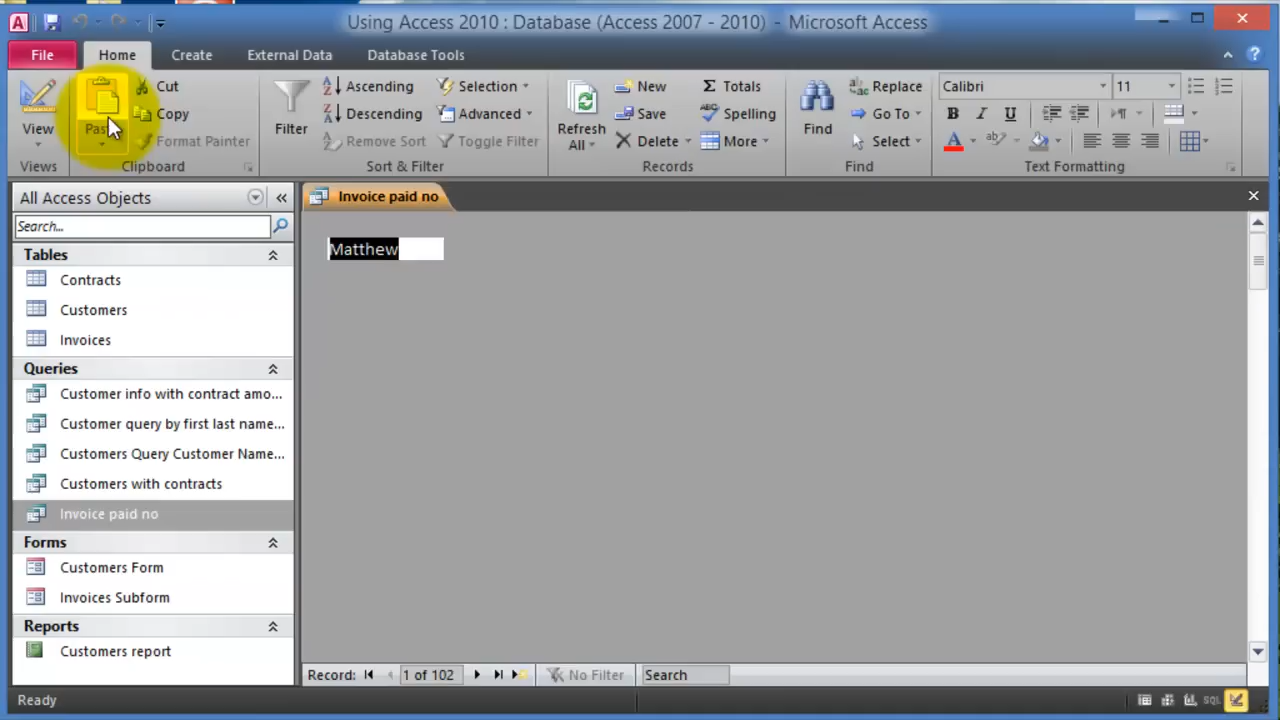 Using Access 2010 : Database (Access 2007 - 2010) - Microsoft Access
File Home Create External Data Database Tools
View
Views
Cut
Copy
Format Painter
Clipboard
Filter
Ascending
Descending
Remove Sort
Selection
Advanced
Toggle Filter
Sort & Filter
Refresh
All
New
Save
Delete
Totals
Spelling
More
Records
Find
Replace
Go To
Select
Find
Calibri 11
B I U
Text Formatting
All Access Objects
Search...
Tables
Contracts
Customers
Invoices
Queries
Customer info with contract amo...
Customer query by first last name...
Customers Query Customer Name...
Customers with contracts
Invoice paid no
Forms
Customers Form
Invoices Subform
Reports
Customers report
Invoice paid no
Matthew
Record: 1 of 102 No Filter Search
Ready
SQL